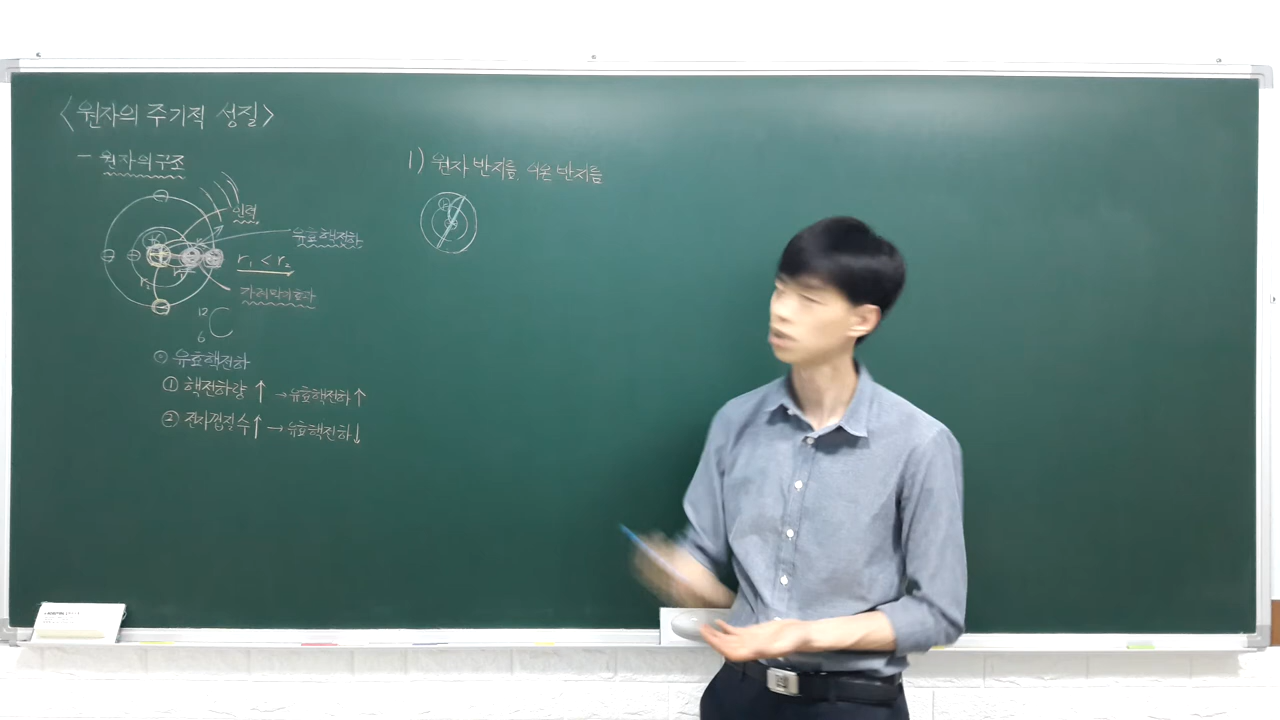 <원자의 주기적 성질>
- 원자의 구조
인력
유효핵전하
r₁ < r₂
가려막기효과
r₂
12
C
6
◎ 유효핵전하
① 핵전하량 ↑ → 유효핵전하 ↑
② 전자껍질수 ↑ → 유효핵전하 ↓
1) 원자 반지름, 이온 반지름